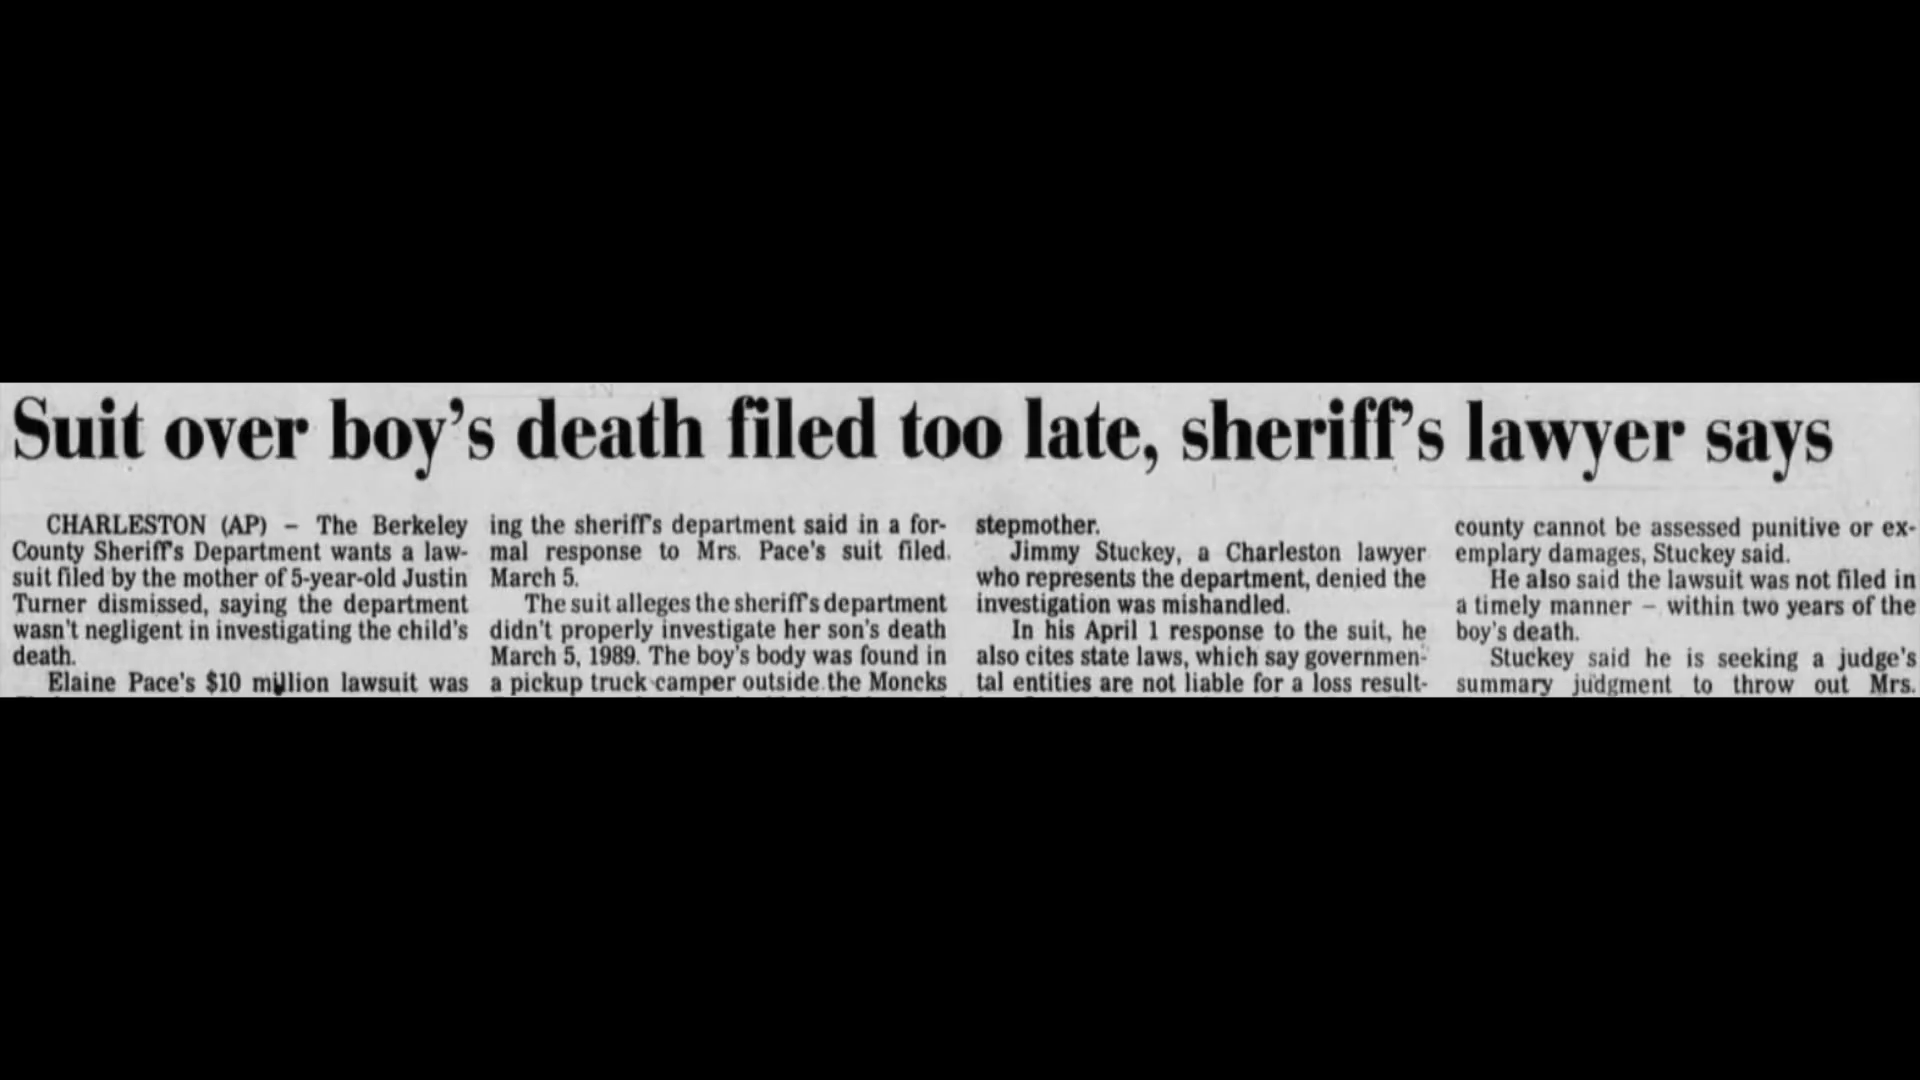 Suit over boy's death filed too late, sheriff's lawyer says
CHARLESTON (AP) – The Berkeley
County Sheriff's Department wants a law-
suit filed by the mother of 5-year-old Justin
Turner dismissed, saying the department
wasn't negligent in investigating the child's
death.
Elaine Pace's $10 million lawsuit was
ing the sheriff's department said in a for-
mal response to Mrs. Pace's suit filed
March 5.
The suit alleges the sheriff's department
didn't properly investigate her son's death
March 5, 1989. The boy's body was found in
a pickup truck camper outside the Moncks
stepmother.
Jimmy Stuckey, a Charleston lawyer
who represents the department, denied the
investigation was mishandled.
In his April 1 response to the suit, he
also cites state laws, which say governmen-
tal entities are not liable for a loss result-
county cannot be assessed punitive or ex-
emplary damages, Stuckey said.
He also said the lawsuit was not filed in
a timely manner – within two years of the
boy's death.
Stuckey said he is seeking a judge's
summary judgment to throw out Mrs.